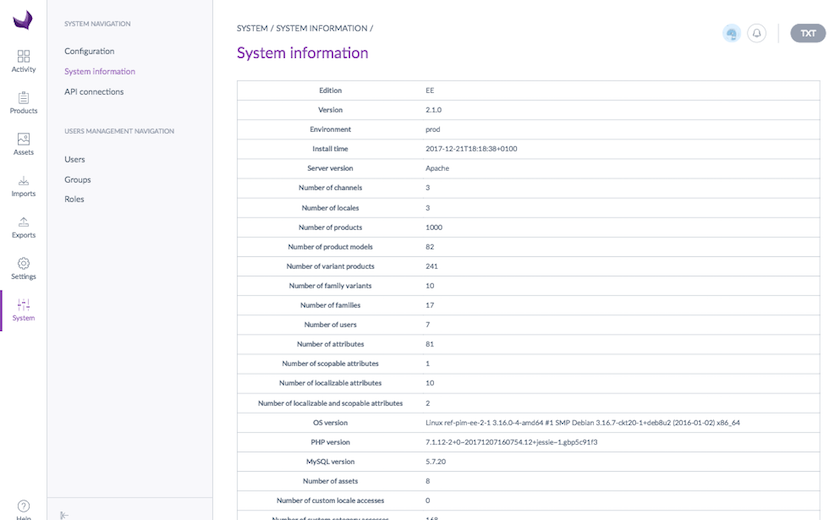 Activity
Products
Assets
Imports
Exports
Settings
System
Help
SYSTEM NAVIGATION
Configuration
System information
API connections
USERS MANAGEMENT NAVIGATION
Users
Groups
Roles
SYSTEM / SYSTEM INFORMATION /
TXT
System information
Edition EE
Version 2.1.0
Environment prod
Install time 2017-12-21T18:18:38+0100
Server version Apache
Number of channels 3
Number of locales 3
Number of products 1000
Number of product models 82
Number of variant products 241
Number of family variants 10
Number of families 17
Number of users 7
Number of attributes 81
Number of scopable attributes 1
Number of localizable attributes 10
Number of localizable and scopable attributes 2
OS version Linux ref-pim-ee-2-1 3.16.0-4-amd64 #1 SMP Debian 3.16.7-ckt20-1+deb8u2 (2016-01-02) x86_64
PHP version 7.1.12-2+0~20171207160754.12+jessie~1.gbp5c91f3
MySQL version 5.7.20
Number of assets 8
Number of custom locale accesses 0
Number of custom category accesses 168